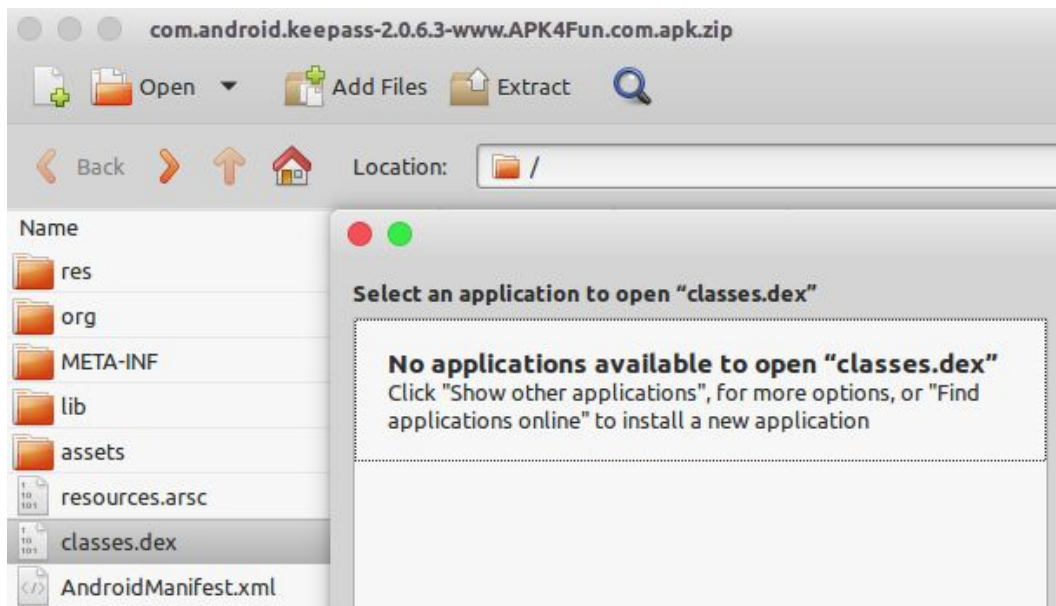 com.android.keepass-2.0.6.3-www.APK4Fun.com.apk.zip
Open Add Files Extract
Back Location: /
Name
res
org
META-INF
lib
assets
resources.arsc
classes.dex
AndroidManifest.xml
Select an application to open “classes.dex”
No applications available to open “classes.dex”
Click "Show other applications", for more options, or "Find
applications online" to install a new application